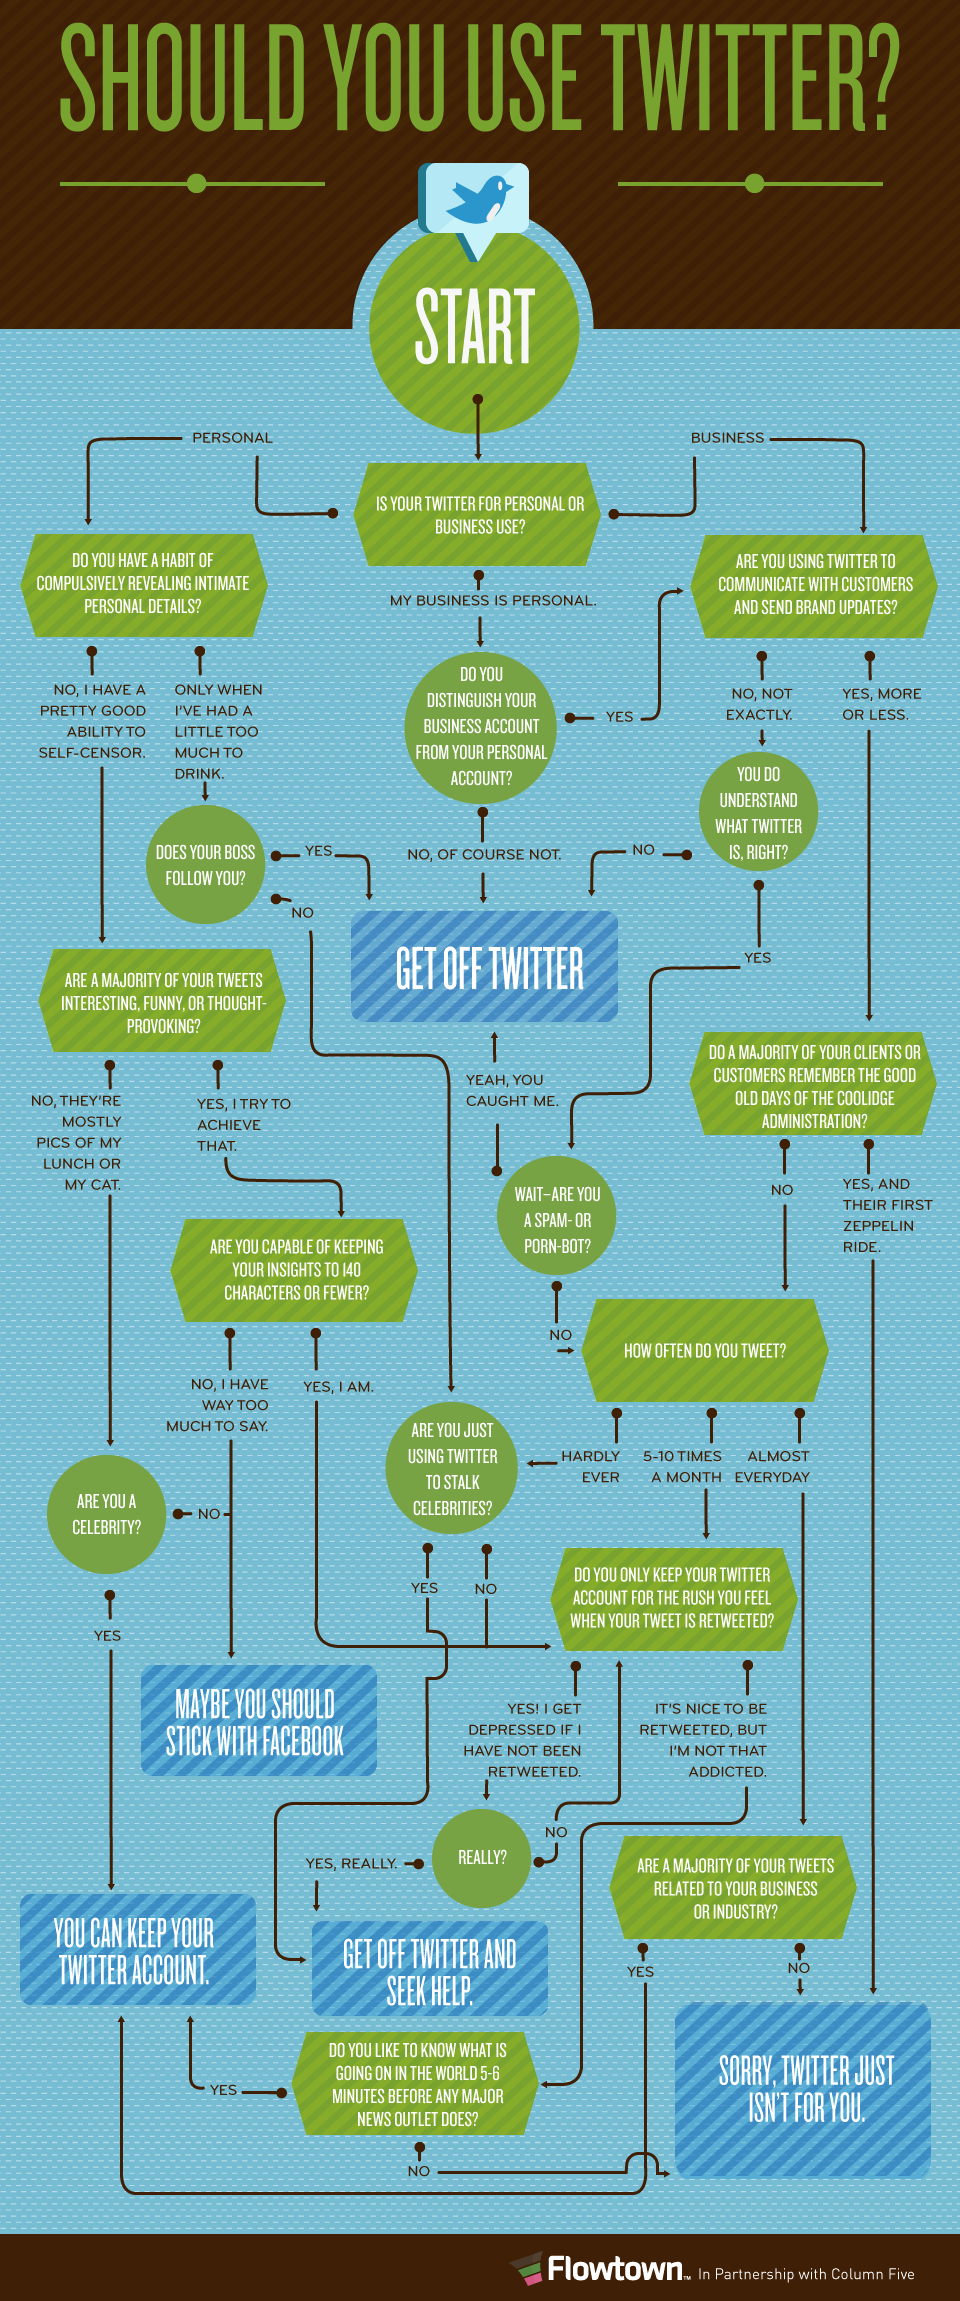 SHOULD YOU USE TWITTER?
START
PERSONAL
BUSINESS
IS YOUR TWITTER FOR PERSONAL OR
BUSINESS USE?
DO YOU HAVE A HABIT OF
COMPULSIVELY REVEALING INTIMATE
PERSONAL DETAILS?
ARE YOU USING TWITTER TO
COMMUNICATE WITH CUSTOMERS
AND SEND BRAND UPDATES?
MY BUSINESS IS PERSONAL.
NO, I HAVE A
PRETTY GOOD
ABILITY TO
SELF-CENSOR.
ONLY WHEN
I'VE HAD A
LITTLE TOO
MUCH TO
DRINK.
DO YOU
DISTINGUISH YOUR
BUSINESS ACCOUNT
FROM YOUR PERSONAL
ACCOUNT?
YES
NO, NOT
EXACTLY.
YES, MORE
OR LESS.
YOU DO
UNDERSTAND
WHAT TWITTER
IS, RIGHT?
DOES YOUR BOSS
FOLLOW YOU?
YES
NO
NO, OF COURSE NOT.
NO
YES
GET OFF TWITTER
ARE A MAJORITY OF YOUR TWEETS
INTERESTING, FUNNY, OR THOUGHT-
PROVOKING?
DO A MAJORITY OF YOUR CLIENTS OR
CUSTOMERS REMEMBER THE GOOD
OLD DAYS OF THE COOLIDGE
ADMINISTRATION?
YEAH, YOU
CAUGHT ME.
NO, THEY'RE
MOSTLY
PICS OF MY
LUNCH OR
MY CAT.
YES, I TRY TO
ACHIEVE
THAT.
WAIT–ARE YOU
A SPAM- OR
PORN-BOT?
NO
YES, AND
THEIR FIRST
ZEPPELIN
RIDE.
ARE YOU CAPABLE OF KEEPING
YOUR INSIGHTS TO 140
CHARACTERS OR FEWER?
NO
HOW OFTEN DO YOU TWEET?
NO, I HAVE
WAY TOO
MUCH TO SAY.
YES, I AM.
ARE YOU JUST
USING TWITTER
TO STALK
CELEBRITIES?
HARDLY
EVER
5-10 TIMES
A MONTH
ALMOST
EVERYDAY
ARE YOU A
CELEBRITY?
NO
YES
NO
DO YOU ONLY KEEP YOUR TWITTER
ACCOUNT FOR THE RUSH YOU FEEL
WHEN YOUR TWEET IS RETWEETED?
YES
MAYBE YOU SHOULD
STICK WITH FACEBOOK
YES! I GET
DEPRESSED IF I
HAVE NOT BEEN
RETWEETED.
IT'S NICE TO BE
RETWEETED, BUT
I'M NOT THAT
ADDICTED.
REALLY?
NO
YES, REALLY.
ARE A MAJORITY OF YOUR TWEETS
RELATED TO YOUR BUSINESS
OR INDUSTRY?
YOU CAN KEEP YOUR
TWITTER ACCOUNT.
GET OFF TWITTER AND
SEEK HELP.
YES
NO
DO YOU LIKE TO KNOW WHAT IS
GOING ON IN THE WORLD 5-6
MINUTES BEFORE ANY MAJOR
NEWS OUTLET DOES?
YES
NO
SORRY, TWITTER JUST
ISN'T FOR YOU.
Flowtown™ In Partnership with Column Five